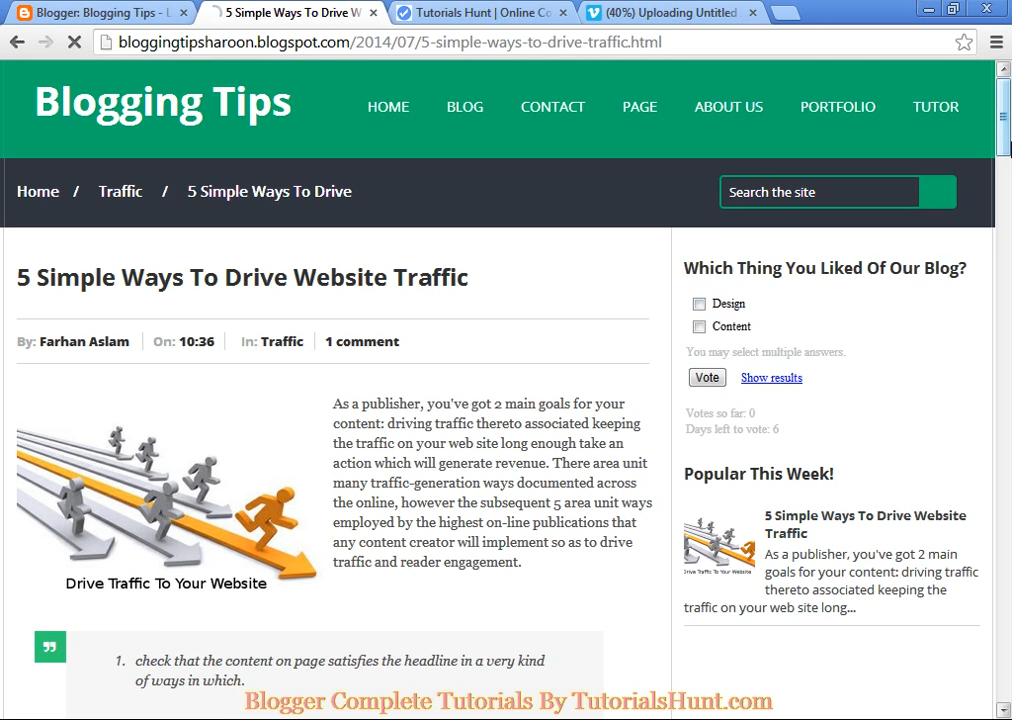 Blogger: Blogging Tips - L
5 Simple Ways To Drive W
Tutorials Hunt | Online Co
(40%) Uploading Untitled
bloggingtipsharoon.blogspot.com/2014/07/5-simple-ways-to-drive-traffic.html
Blogging Tips
HOME BLOG CONTACT PAGE ABOUT US PORTFOLIO TUTOR
Home / Traffic / 5 Simple Ways To Drive
Search the site
5 Simple Ways To Drive Website Traffic
By: Farhan Aslam On: 10:36 In: Traffic 1 comment
Drive Traffic To Your Website
As a publisher, you've got 2 main goals for your
content: driving traffic thereto associated keeping
the traffic on your web site long enough take an
action which will generate revenue. There area unit
many traffic-generation ways documented across
the online, however the subsequent 5 area unit ways
employed by the highest on-line publications that
any content creator will implement so as to drive
traffic and reader engagement.
1. check that the content on page satisfies the headline in a very kind
of ways in which.
Which Thing You Liked Of Our Blog?
Design
Content
You may select multiple answers.
Vote Show results
Votes so far: 0
Days left to vote: 6
Popular This Week!
Drive Traffic To Your Website
5 Simple Ways To Drive Website
Traffic
As a publisher, you've got 2 main
goals for your content: driving traffic
thereto associated keeping the
traffic on your web site long...
Blogger Complete Tutorials By TutorialsHunt.com